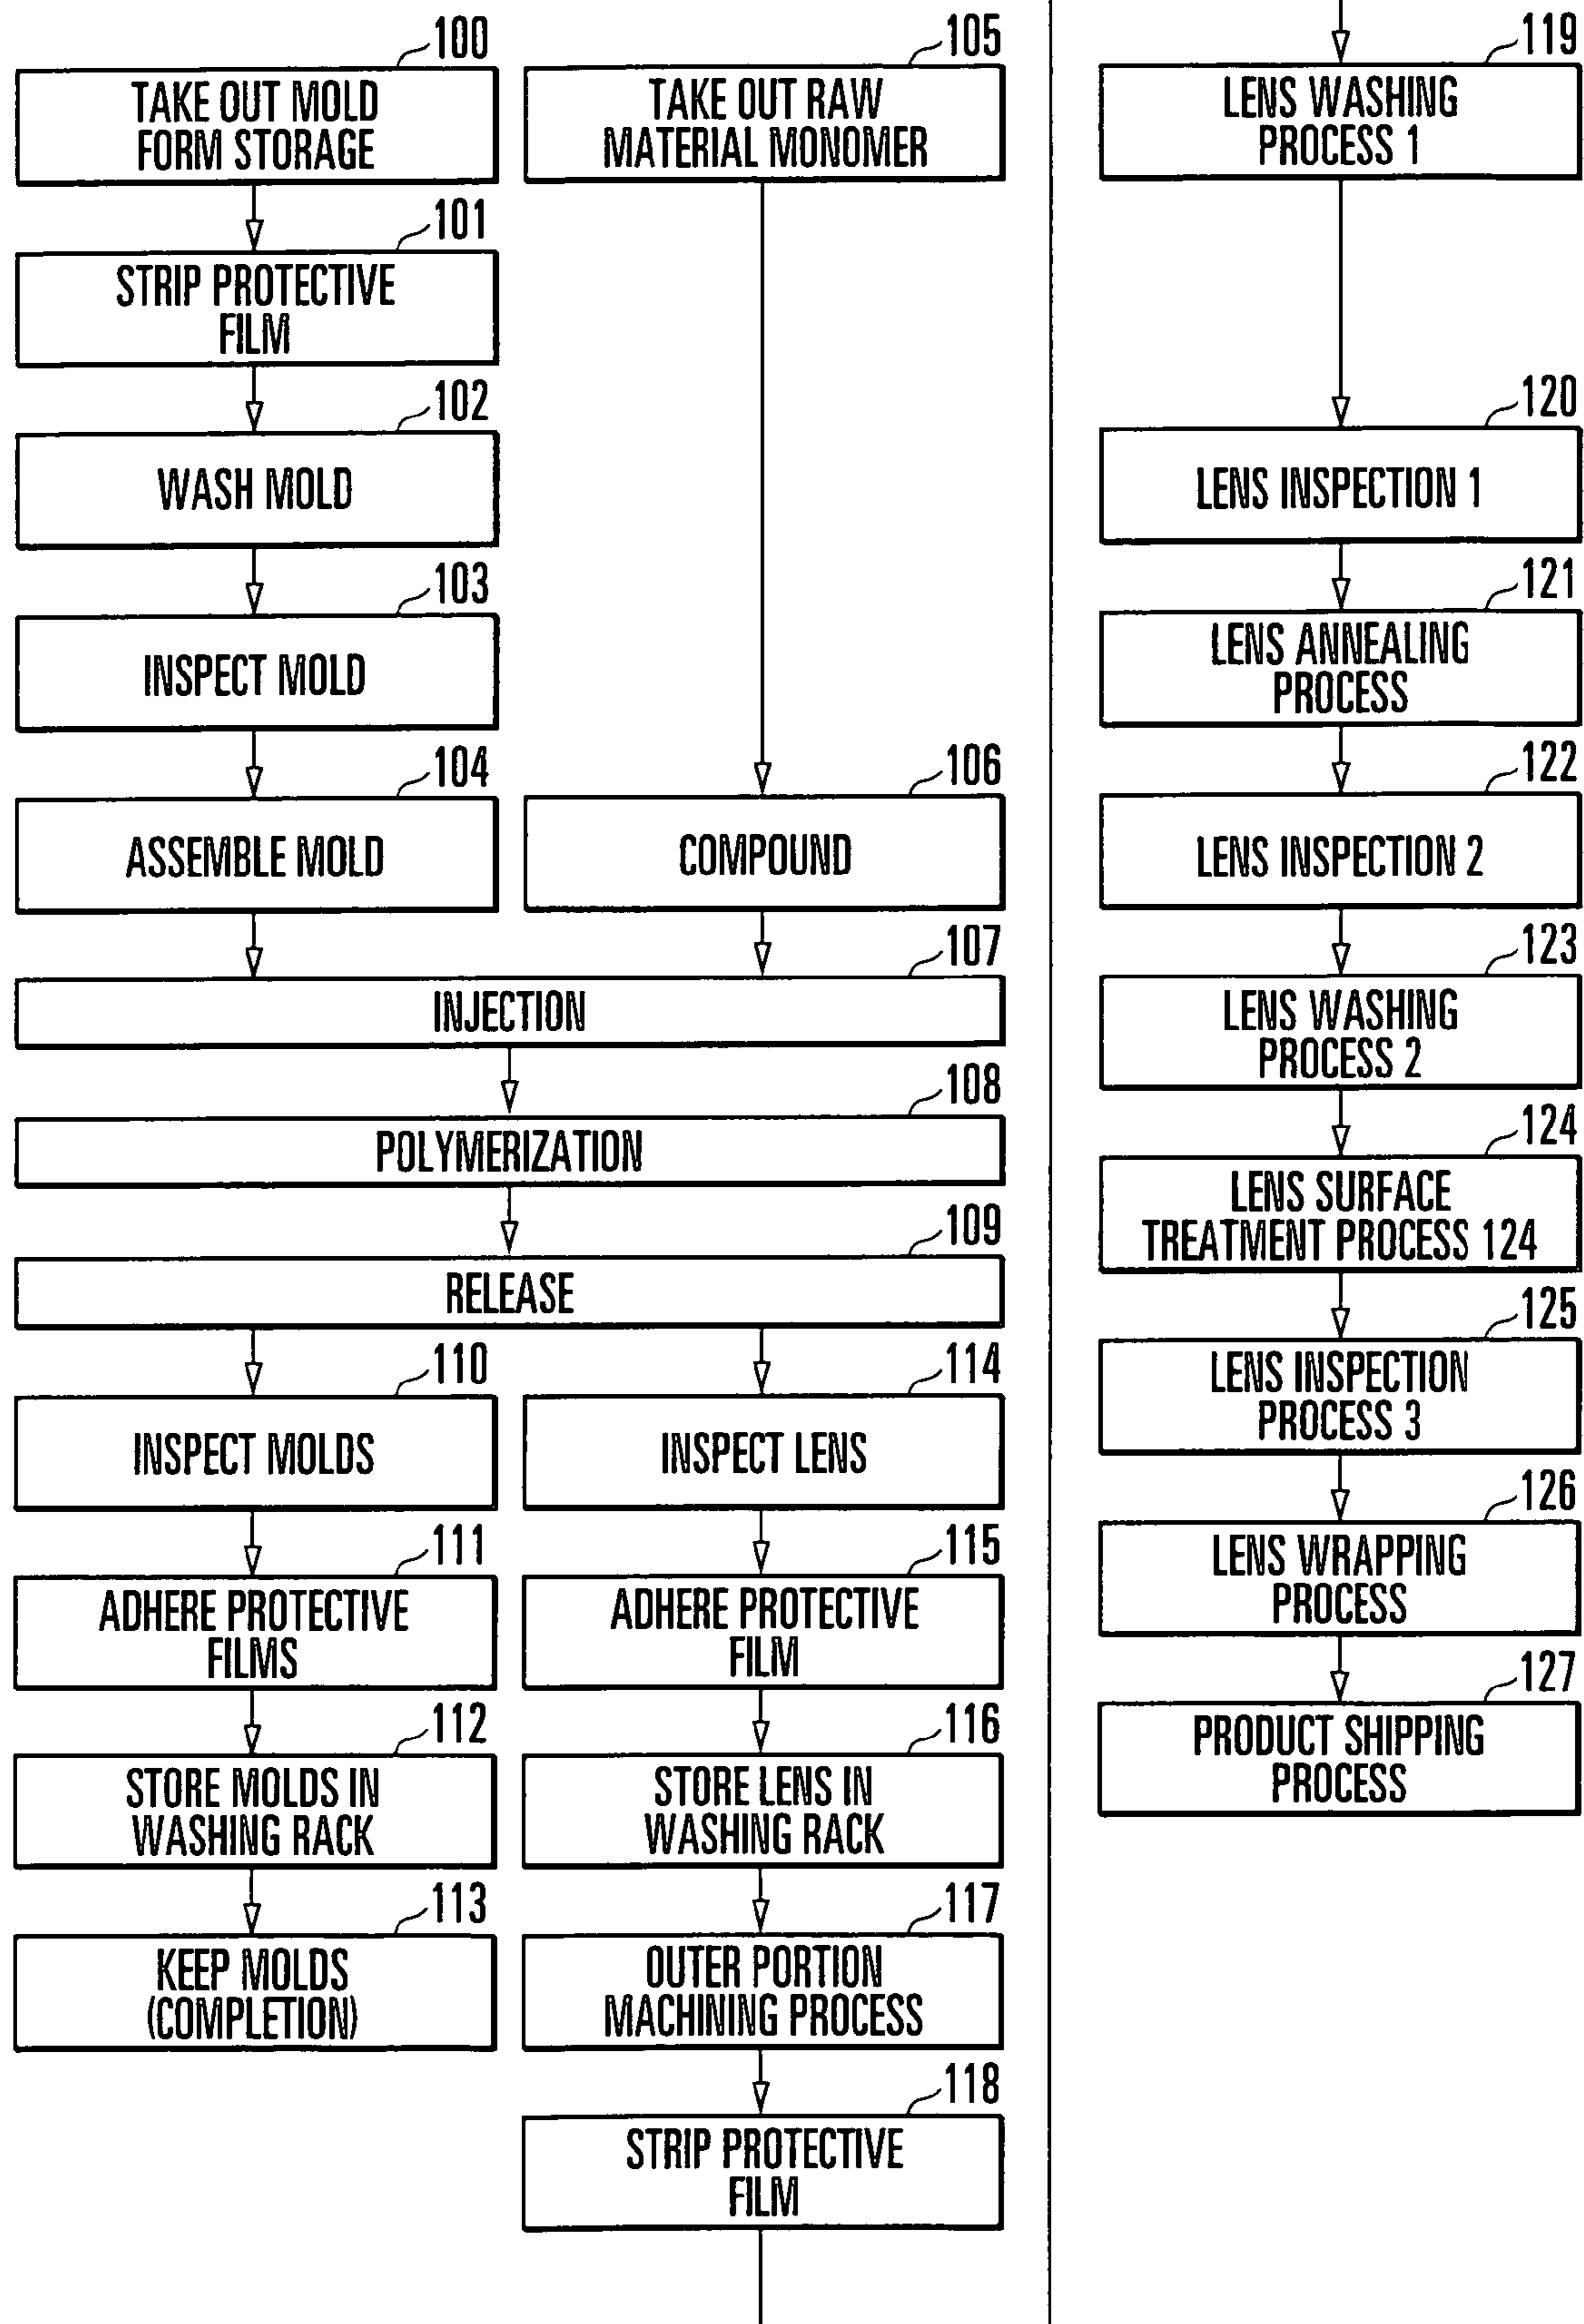 100
TAKE OUT MOLD
FORM STORAGE
101
STRIP PROTECTIVE
FILM
102
WASH MOLD
103
INSPECT MOLD
104
ASSEMBLE MOLD
105
TAKE OUT RAW
MATERIAL MONOMER
106
COMPOUND
107
INJECTION
108
POLYMERIZATION
109
RELEASE
110
INSPECT MOLDS
111
ADHERE PROTECTIVE
FILMS
112
STORE MOLDS IN
WASHING RACK
113
KEEP MOLDS
(COMPLETION)
114
INSPECT LENS
115
ADHERE PROTECTIVE
FILM
116
STORE LENS IN
WASHING RACK
117
OUTER PORTION
MACHINING PROCESS
118
STRIP PROTECTIVE
FILM
119
LENS WASHING
PROCESS 1
120
LENS INSPECTION 1
121
LENS ANNEALING
PROCESS
122
LENS INSPECTION 2
123
LENS WASHING
PROCESS 2
124
LENS SURFACE
TREATMENT PROCESS 124
125
LENS INSPECTION
PROCESS 3
126
LENS WRAPPING
PROCESS
127
PRODUCT SHIPPING
PROCESS